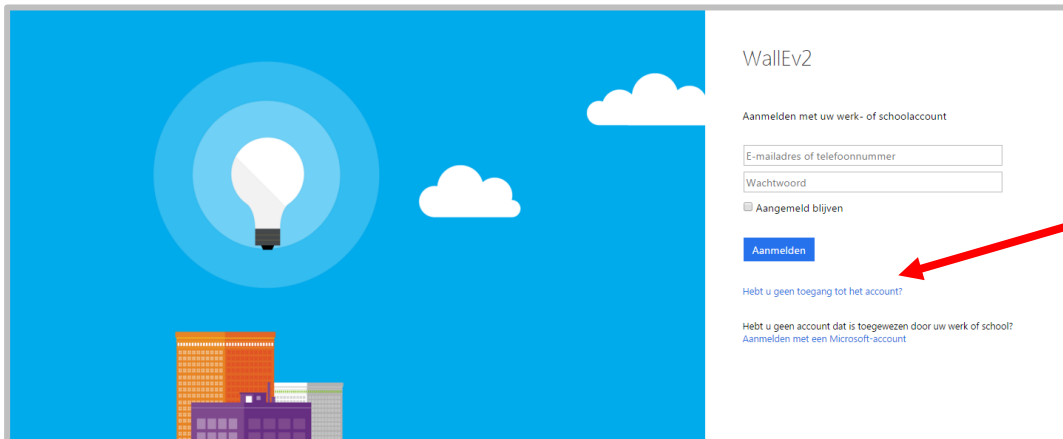 WallEv2
Aanmelden met uw werk- of schoolaccount
E-mailadres of telefoonnummer
Wachtwoord
Aangemeld blijven
Aanmelden
Hebt u geen toegang tot het account?
Hebt u geen account dat is toegewezen door uw werk of school?
Aanmelden met een Microsoft-account